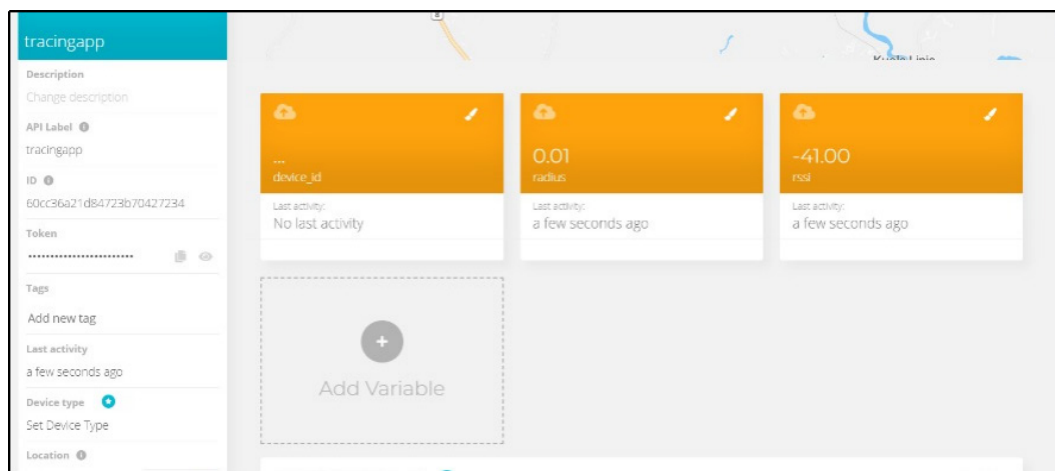 tracingapp
Description
Change description
API Label
tracingapp
ID
60cc36a21d84723b70427234
Token
••••••••••••••••••••••••
Tags
Add new tag
Last activity
a few seconds ago
Device type
Set Device Type
Location
8
...
device_id
Last activity:
No last activity
0.01
radius
Last activity:
a few seconds ago
-41.00
rssi
Last activity:
a few seconds ago
Add Variable